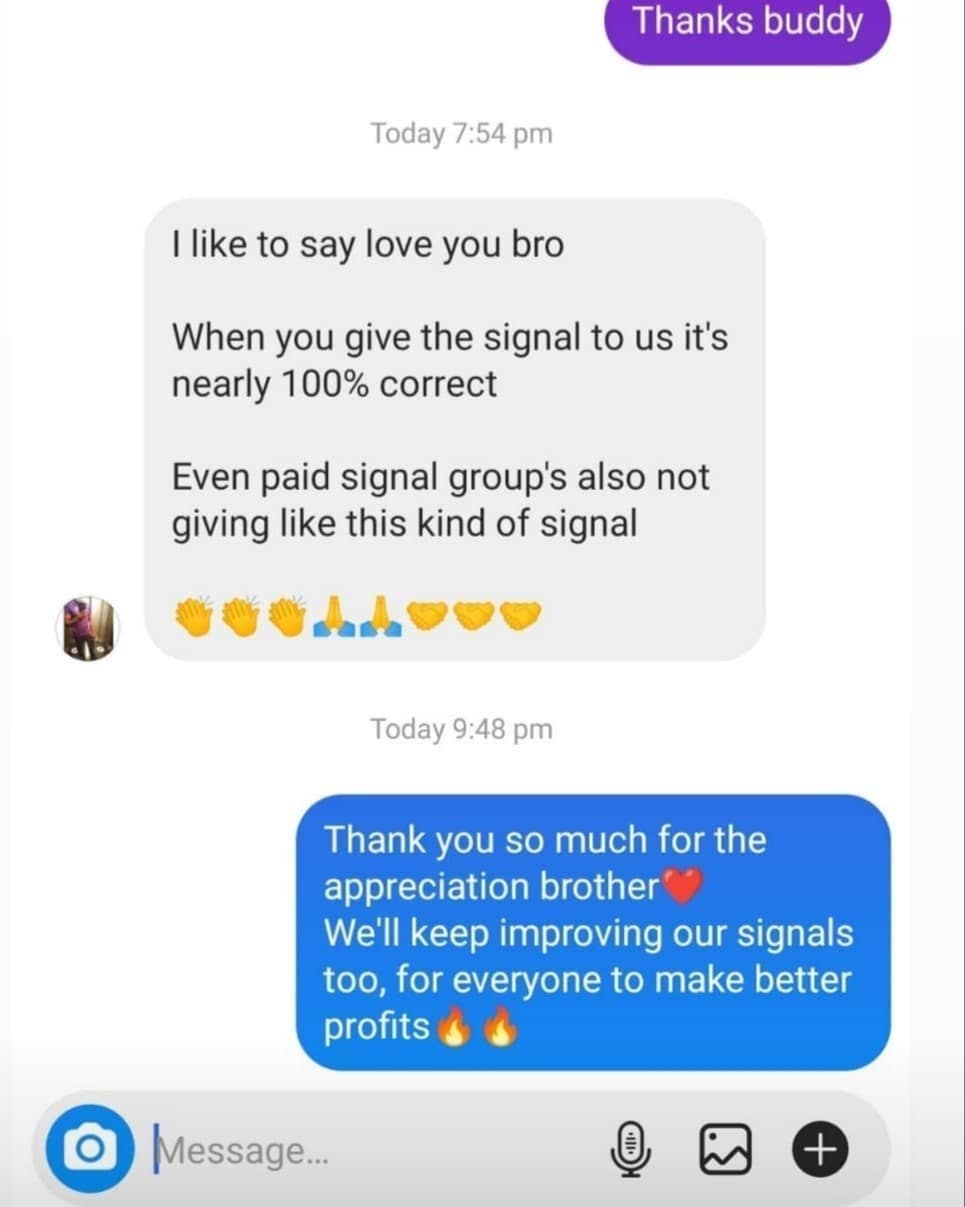 Thanks buddy
Today 7:54 pm
I like to say love you bro
When you give the signal to us it's
nearly 100% correct
Even paid signal group's also not
giving like this kind of signal
👏👏👏🙏🙏🤝🤝🤝
Today 9:48 pm
Thank you so much for the
appreciation brother❤️
We'll keep improving our signals
too, for everyone to make better
profits🔥🔥
Message...